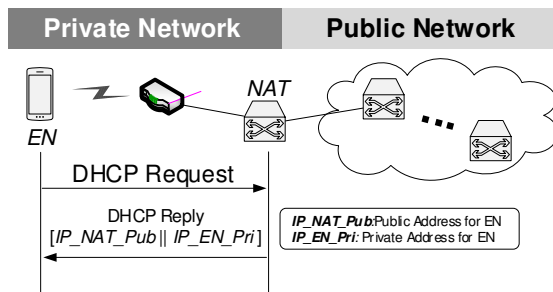 Private Network
Public Network
NAT
EN
DHCP Request
DHCP Reply
[IP_NAT_Pub || IP_EN_Pri]
IP_NAT_Pub:Public Address for EN
IP_EN_Pri: Private Address for EN